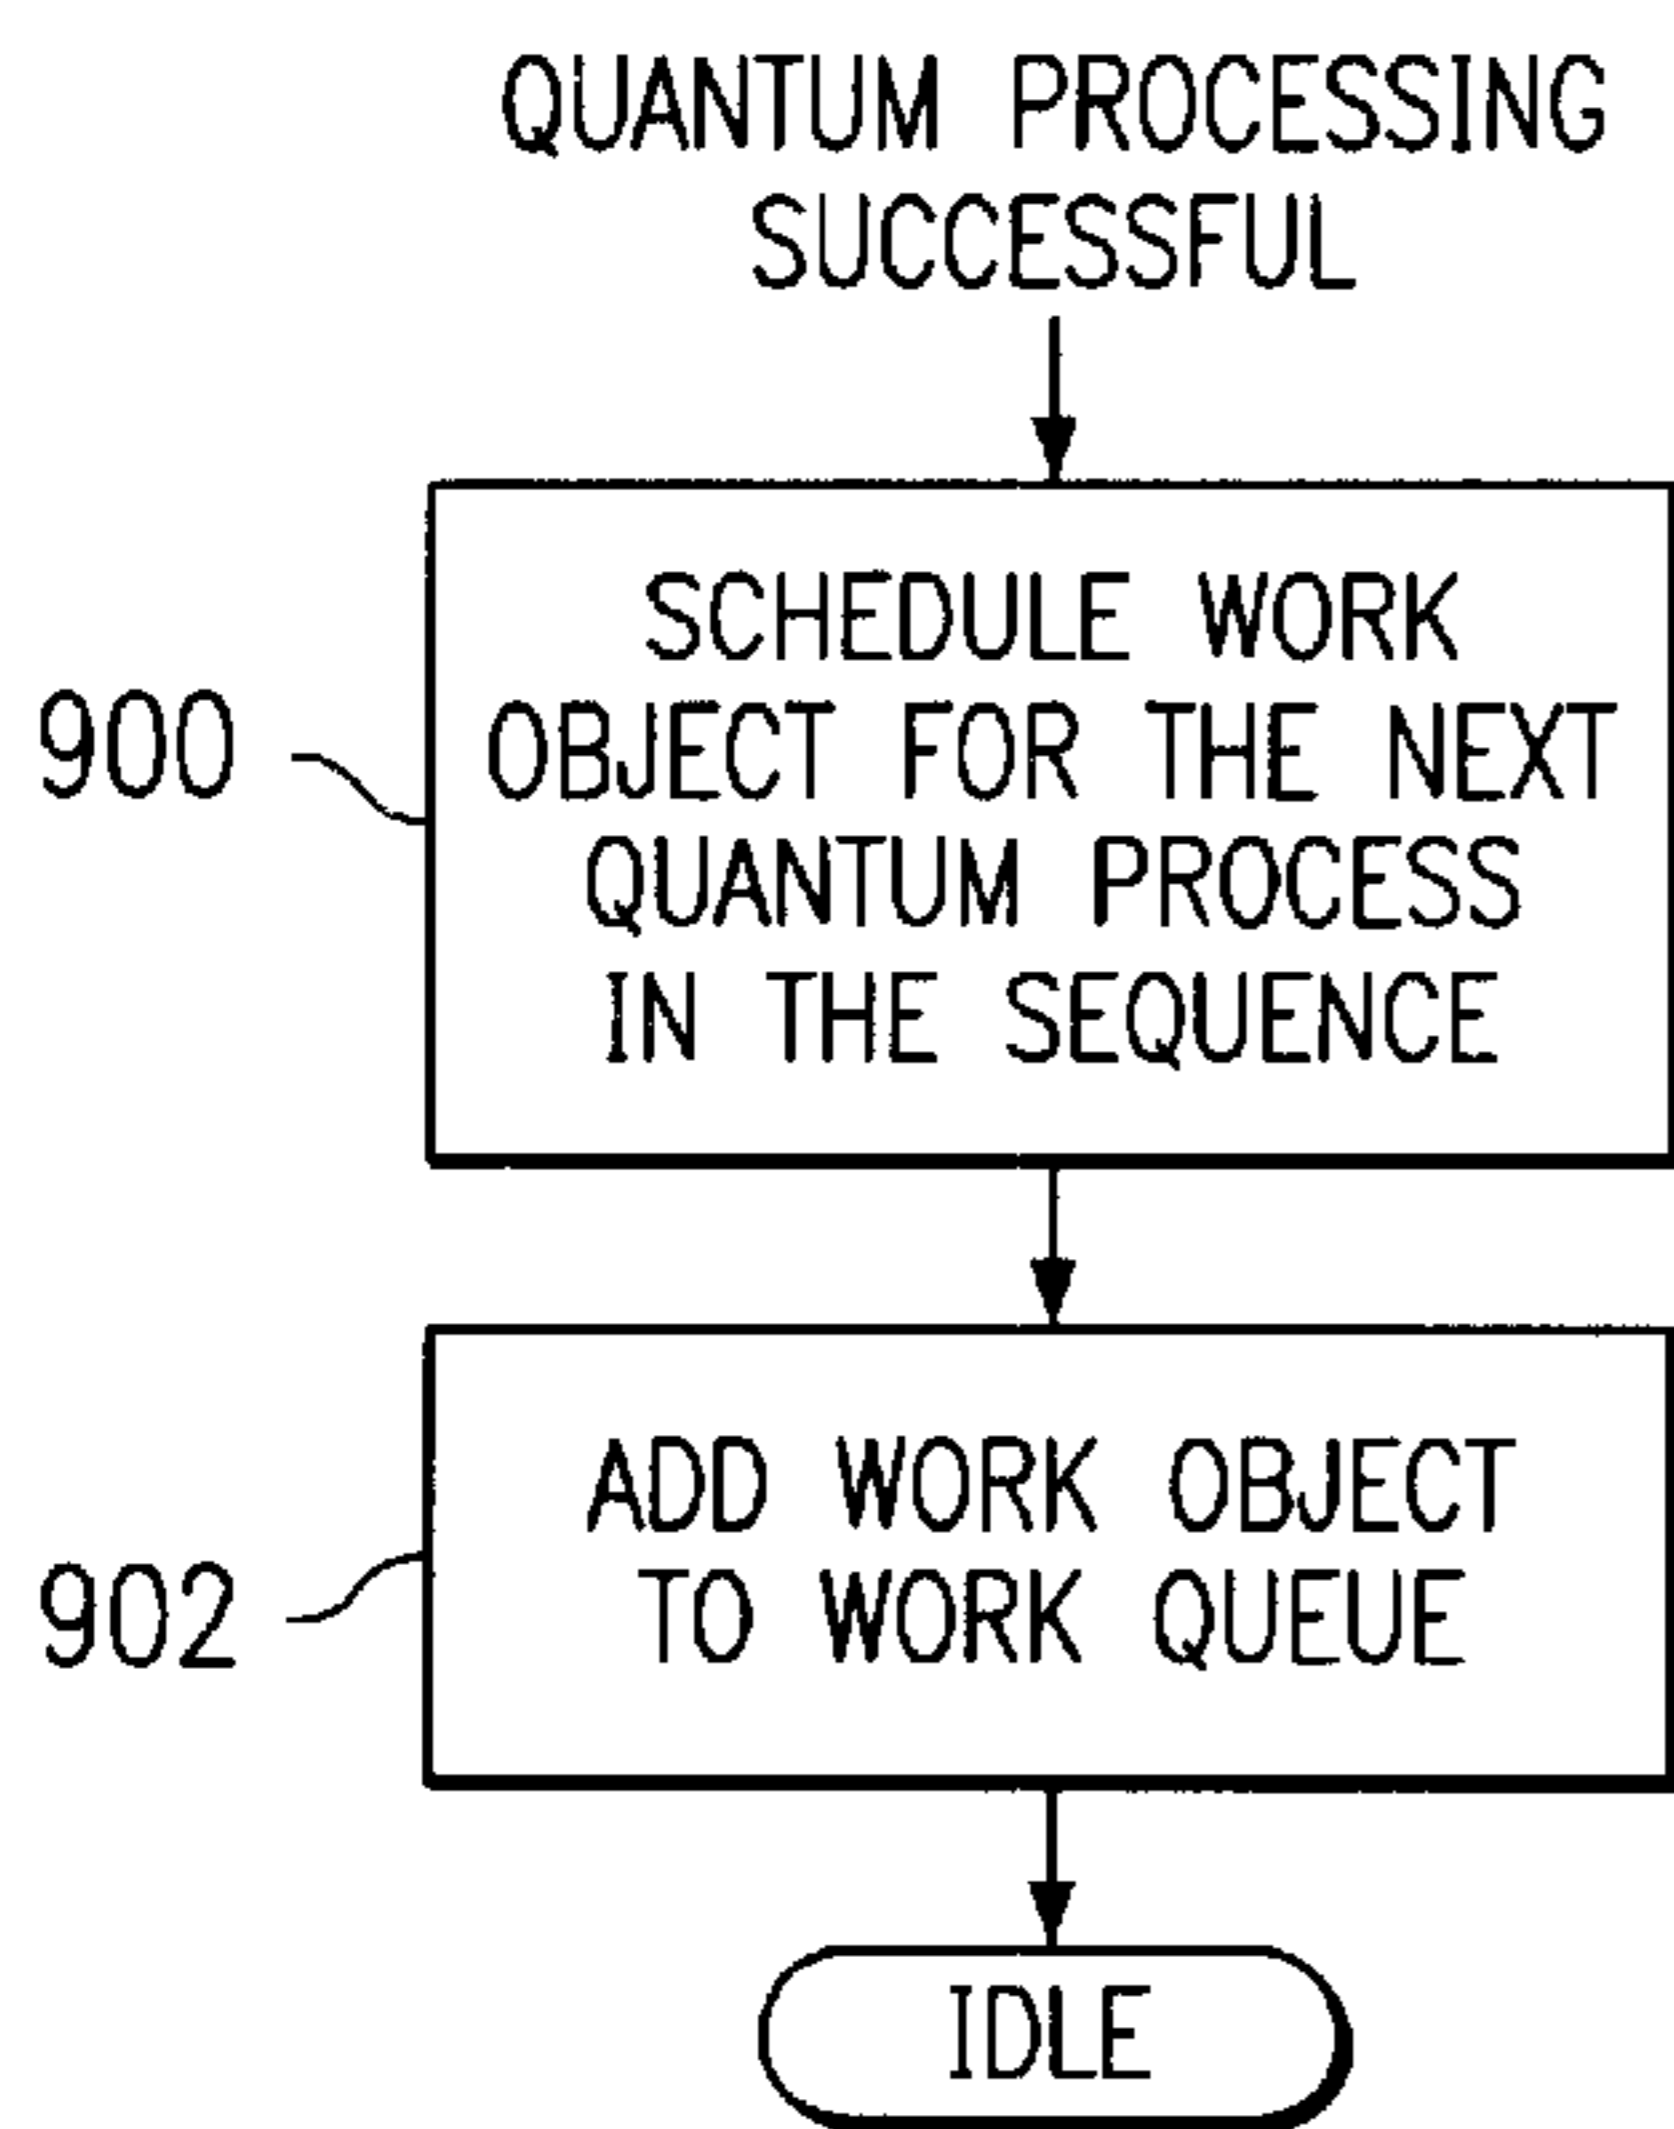 QUANTUM PROCESSING
SUCCESSFUL
900
SCHEDULE WORK
OBJECT FOR THE NEXT
QUANTUM PROCESS
IN THE SEQUENCE
902
ADD WORK OBJECT
TO WORK QUEUE
IDLE